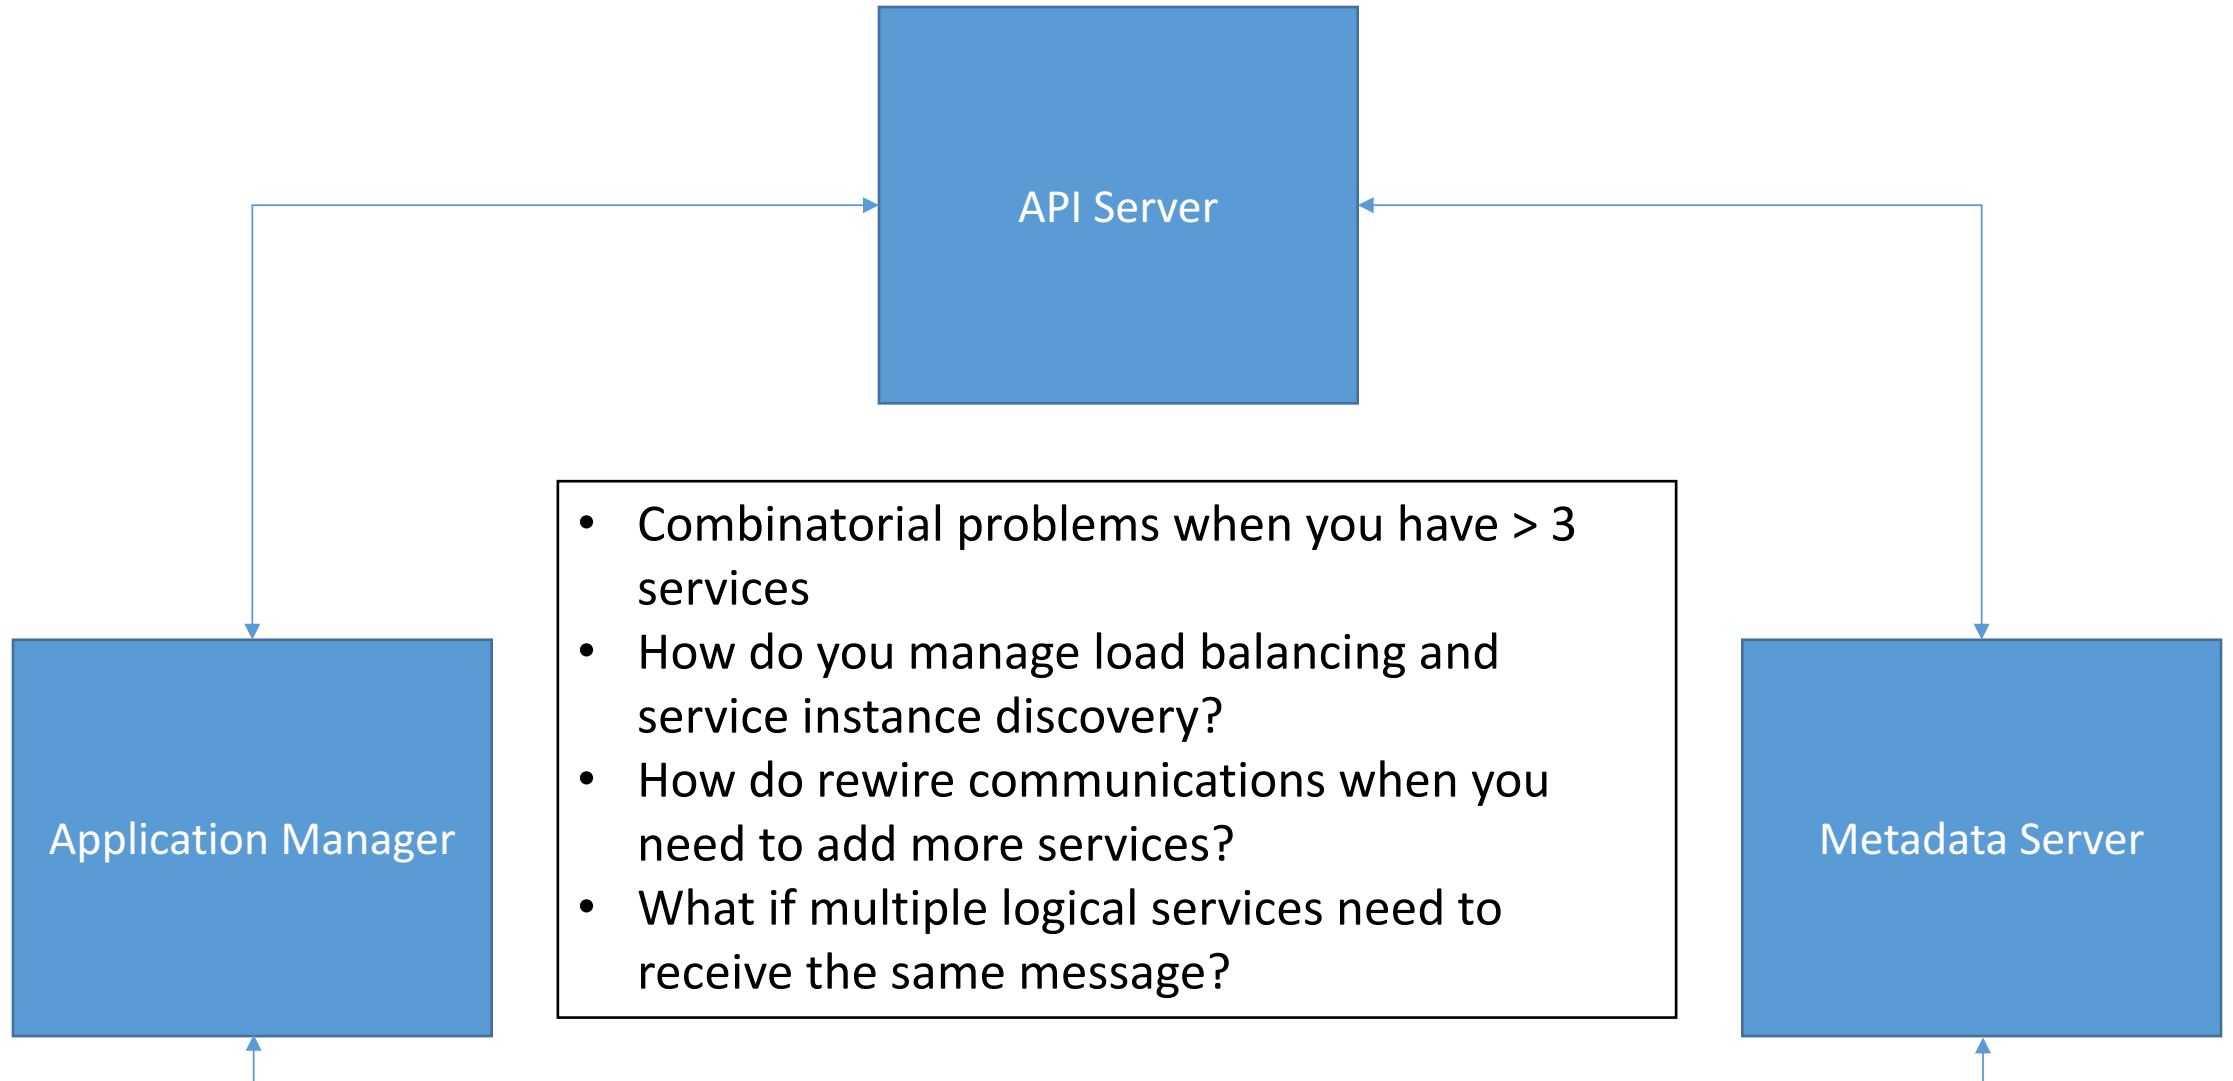 API Server
• Combinatorial problems when you have > 3
services
• How do you manage load balancing and
service instance discovery?
• How do rewire communications when you
need to add more services?
• What if multiple logical services need to
receive the same message?
Application Manager
Metadata Server